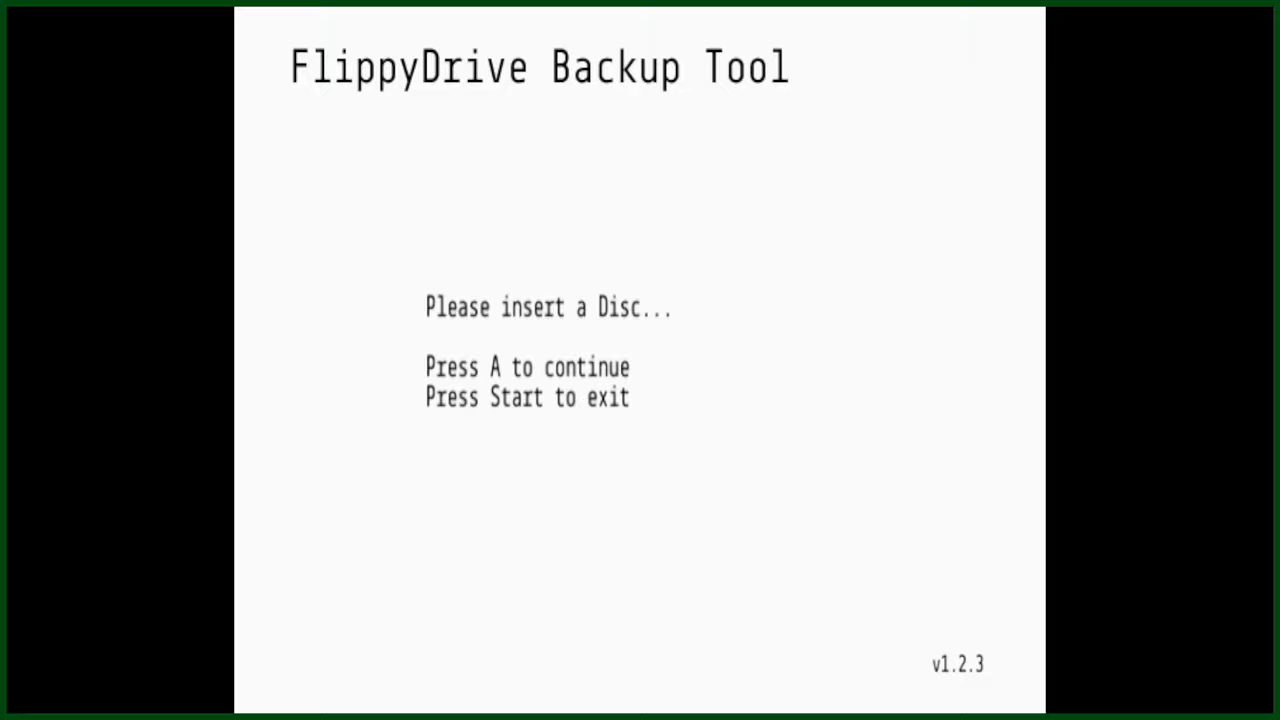 FlippyDrive Backup Tool
Please insert a Disc...
Press A to continue
Press Start to exit
v1.2.3